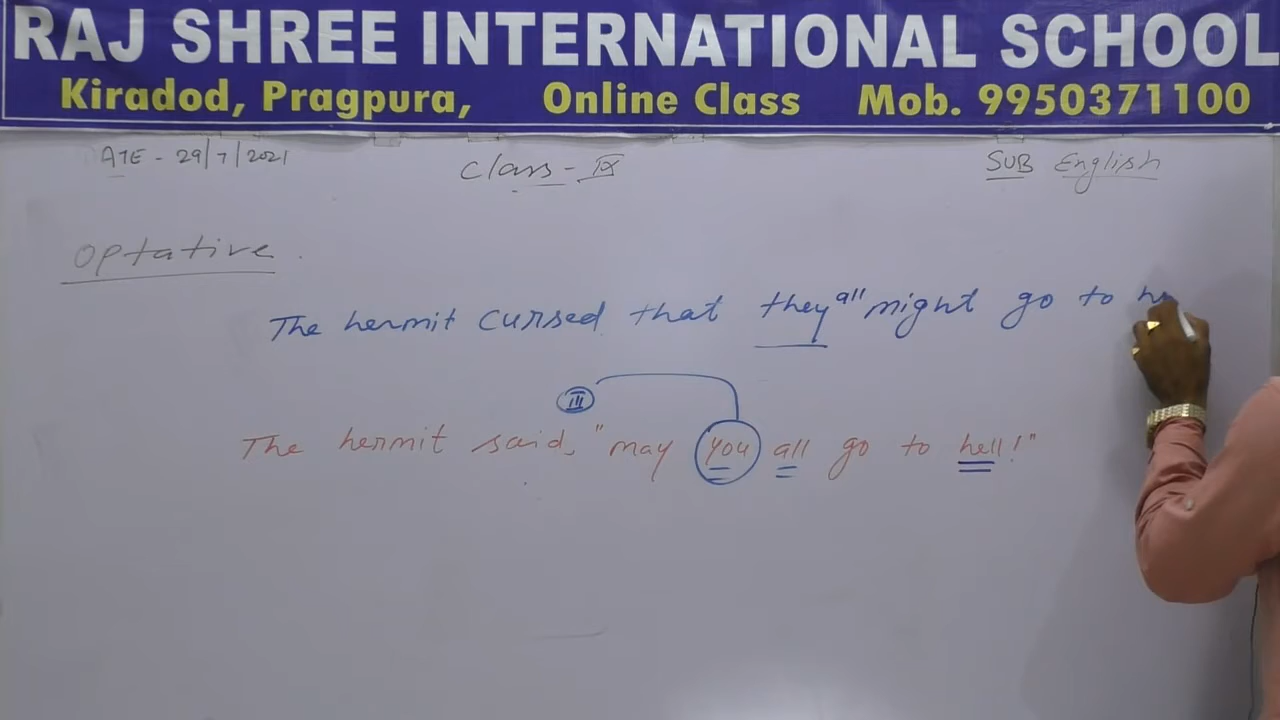 RAJ SHREE INTERNATIONAL SCHOOL
Kiradod, Pragpura, Online Class Mob. 9950371100
ATE - 29/7/2021 Class - IX SUB English
Optative.
The hermit cursed that they all might go to
III
The hermit said, "may you all go to hell!"